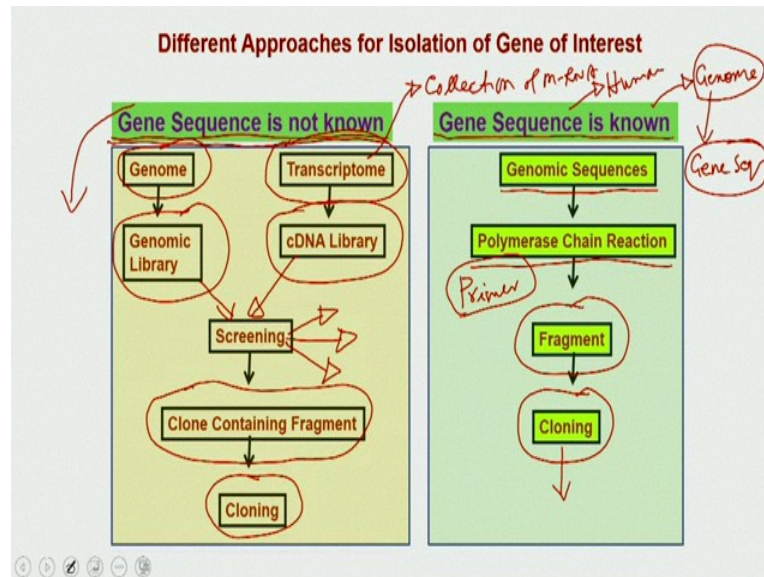 Different Approaches for Isolation of Gene of Interest
Collection of m-RNA
Human
Genome
Gene Sequence is not known
Gene Sequence is known
Gene Seq
Genome
Transcriptome
Genomic Sequences
Genomic
Library
cDNA Library
Polymerase Chain Reaction
Primer
Screening
Fragment
Clone Containing Fragment
Cloning
Cloning